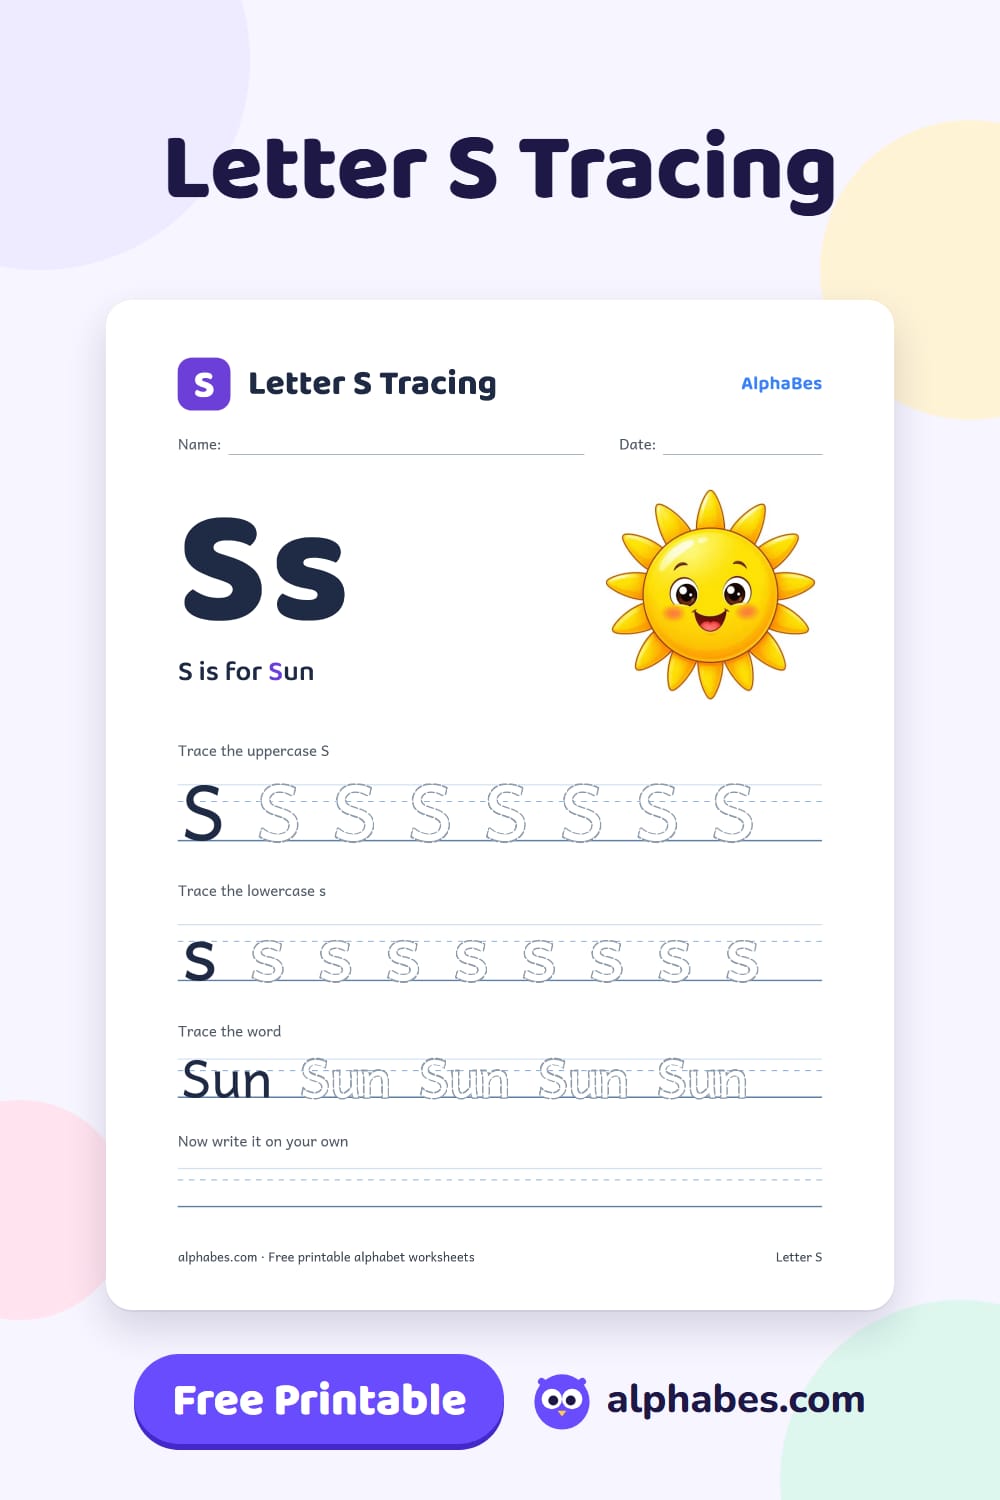 Letter S Tracing
S Letter S Tracing AlphaBes
Name: Date:
Ss
S is for Sun
Trace the uppercase S
S S S S S S S S
Trace the lowercase s
s s s s s s s s s
Trace the word
Sun Sun Sun Sun Sun
Now write it on your own
alphabes.com · Free printable alphabet worksheets Letter S
Free Printable alphabes.com